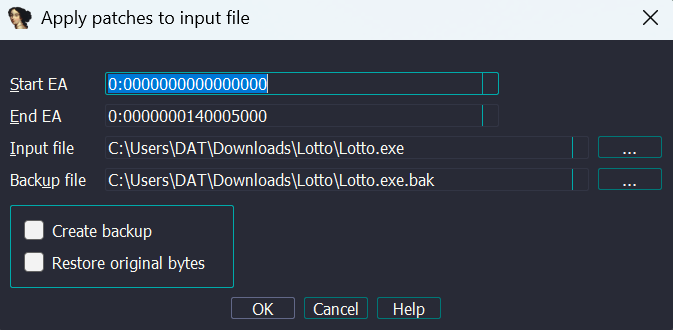 Apply patches to input file
Start EA 0:0000000000000000
End EA 0:0000000140005000
Input file C:\Users\DAT\Downloads\Lotto\Lotto.exe ...
Backup file C:\Users\DAT\Downloads\Lotto\Lotto.exe.bak ...
Create backup
Restore original bytes
OK Cancel Help